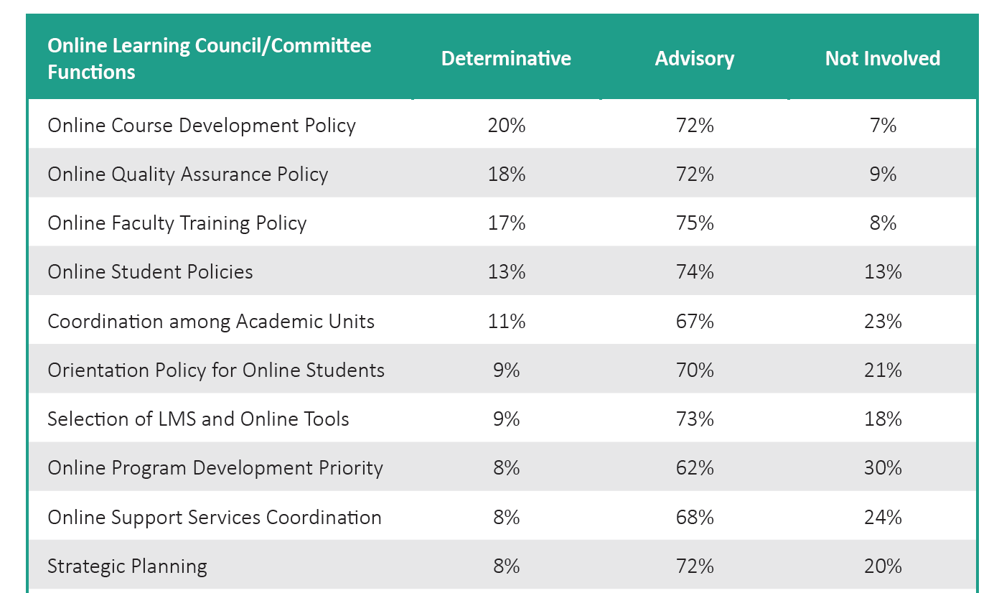 Online Learning Council/Committee
Functions Determinative Advisory Not Involved
Online Course Development Policy 20% 72% 7%
Online Quality Assurance Policy 18% 72% 9%
Online Faculty Training Policy 17% 75% 8%
Online Student Policies 13% 74% 13%
Coordination among Academic Units 11% 67% 23%
Orientation Policy for Online Students 9% 70% 21%
Selection of LMS and Online Tools 9% 73% 18%
Online Program Development Priority 8% 62% 30%
Online Support Services Coordination 8% 68% 24%
Strategic Planning 8% 72% 20%